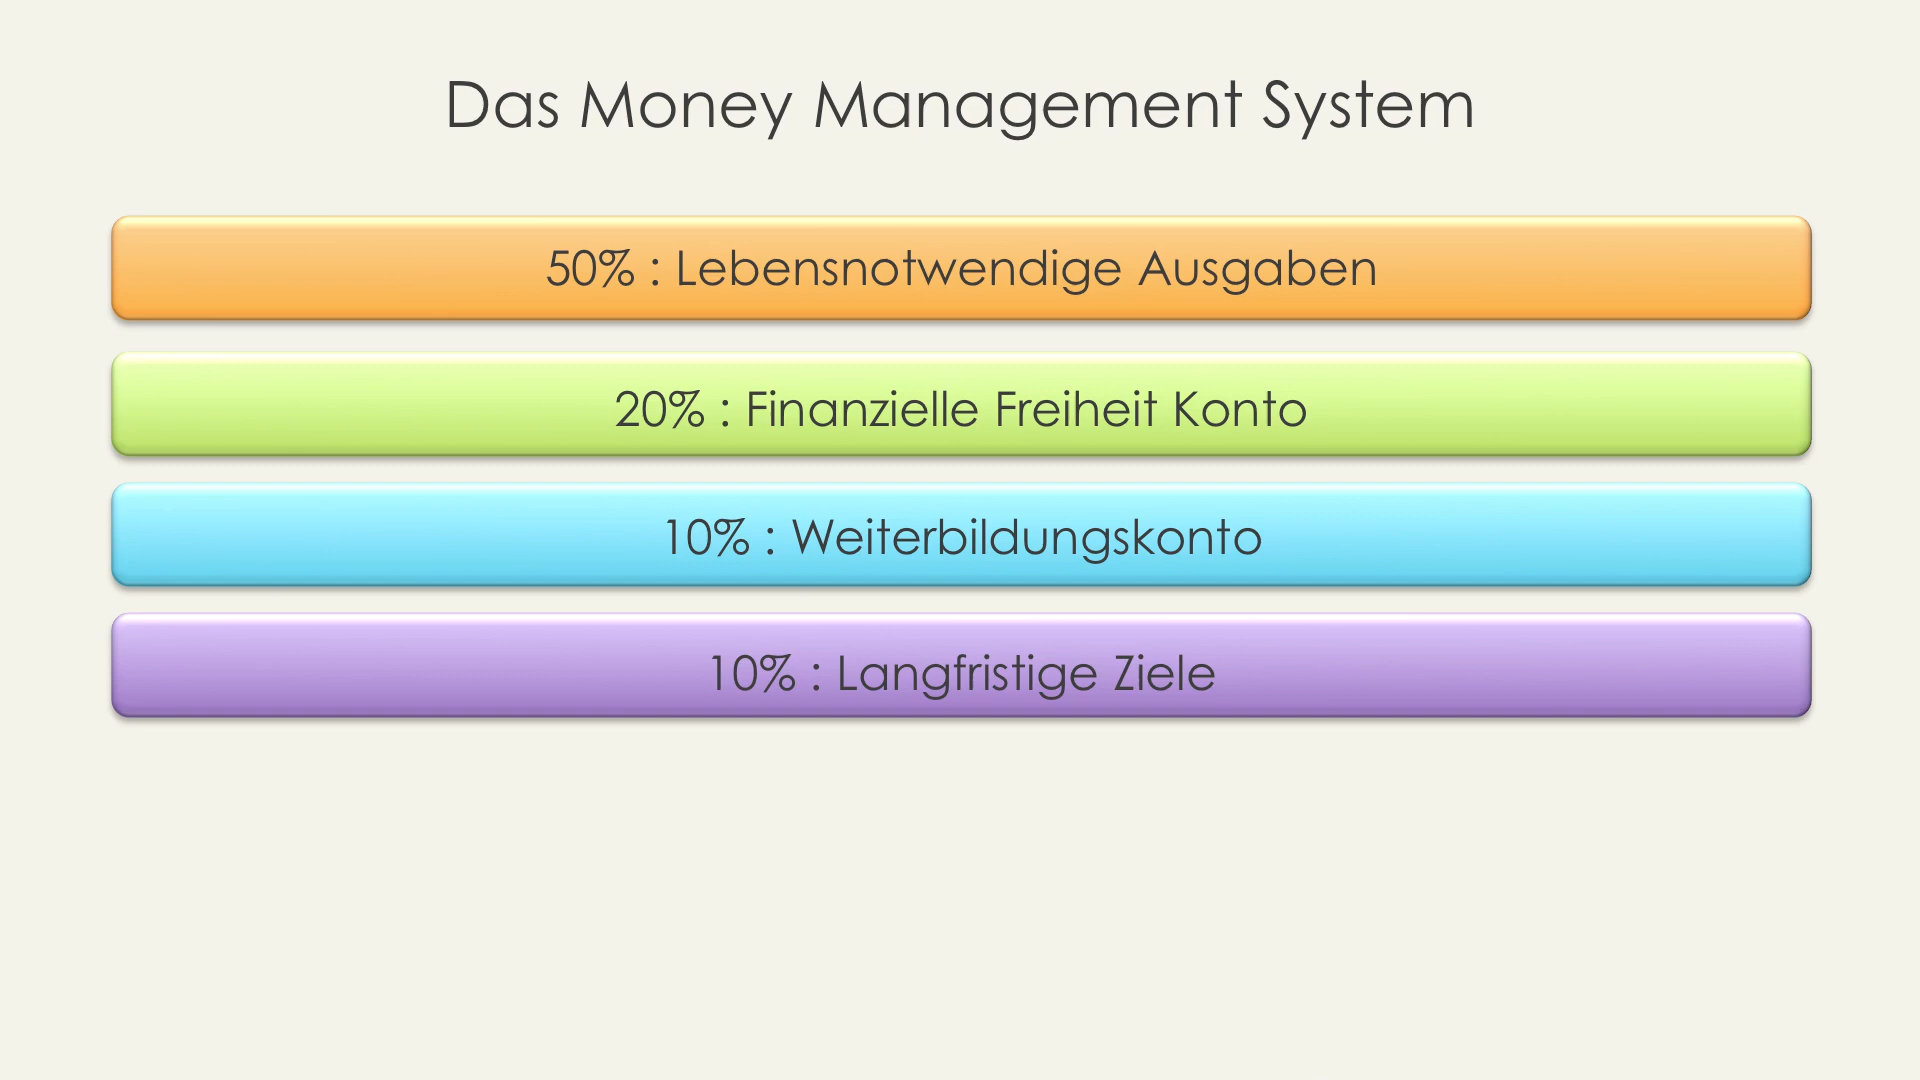 Das Money Management System
50% : Lebensnotwendige Ausgaben
20% : Finanzielle Freiheit Konto
10% : Weiterbildungskonto
10% : Langfristige Ziele